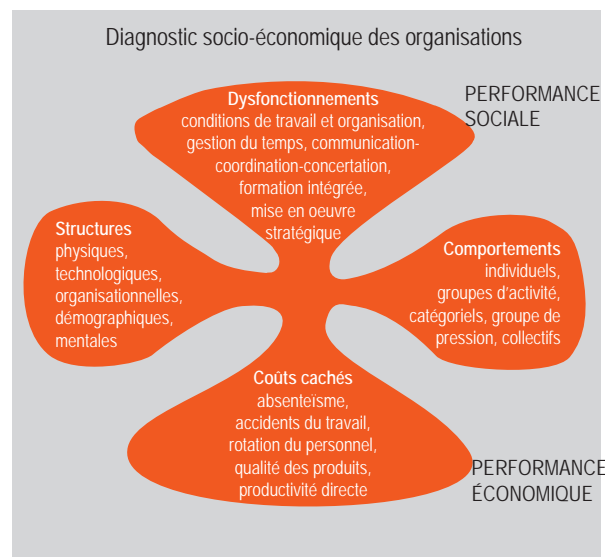 Diagnostic socio-économique des organisations
Dysfonctionnements
conditions de travail et organisation,
gestion du temps, communication-
coordination-concertation,
formation intégrée,
mise en oeuvre
stratégique
PERFORMANCE
SOCIALE
Structures
physiques,
technologiques,
organisationnelles,
démographiques,
mentales
Comportements
individuels,
groupes d'activité,
catégoriels, groupe de
pression, collectifs
Coûts cachés
absenteïsme,
accidents du travail,
rotation du personnel,
qualité des produits,
productivité directe
PERFORMANCE
ÉCONOMIQUE